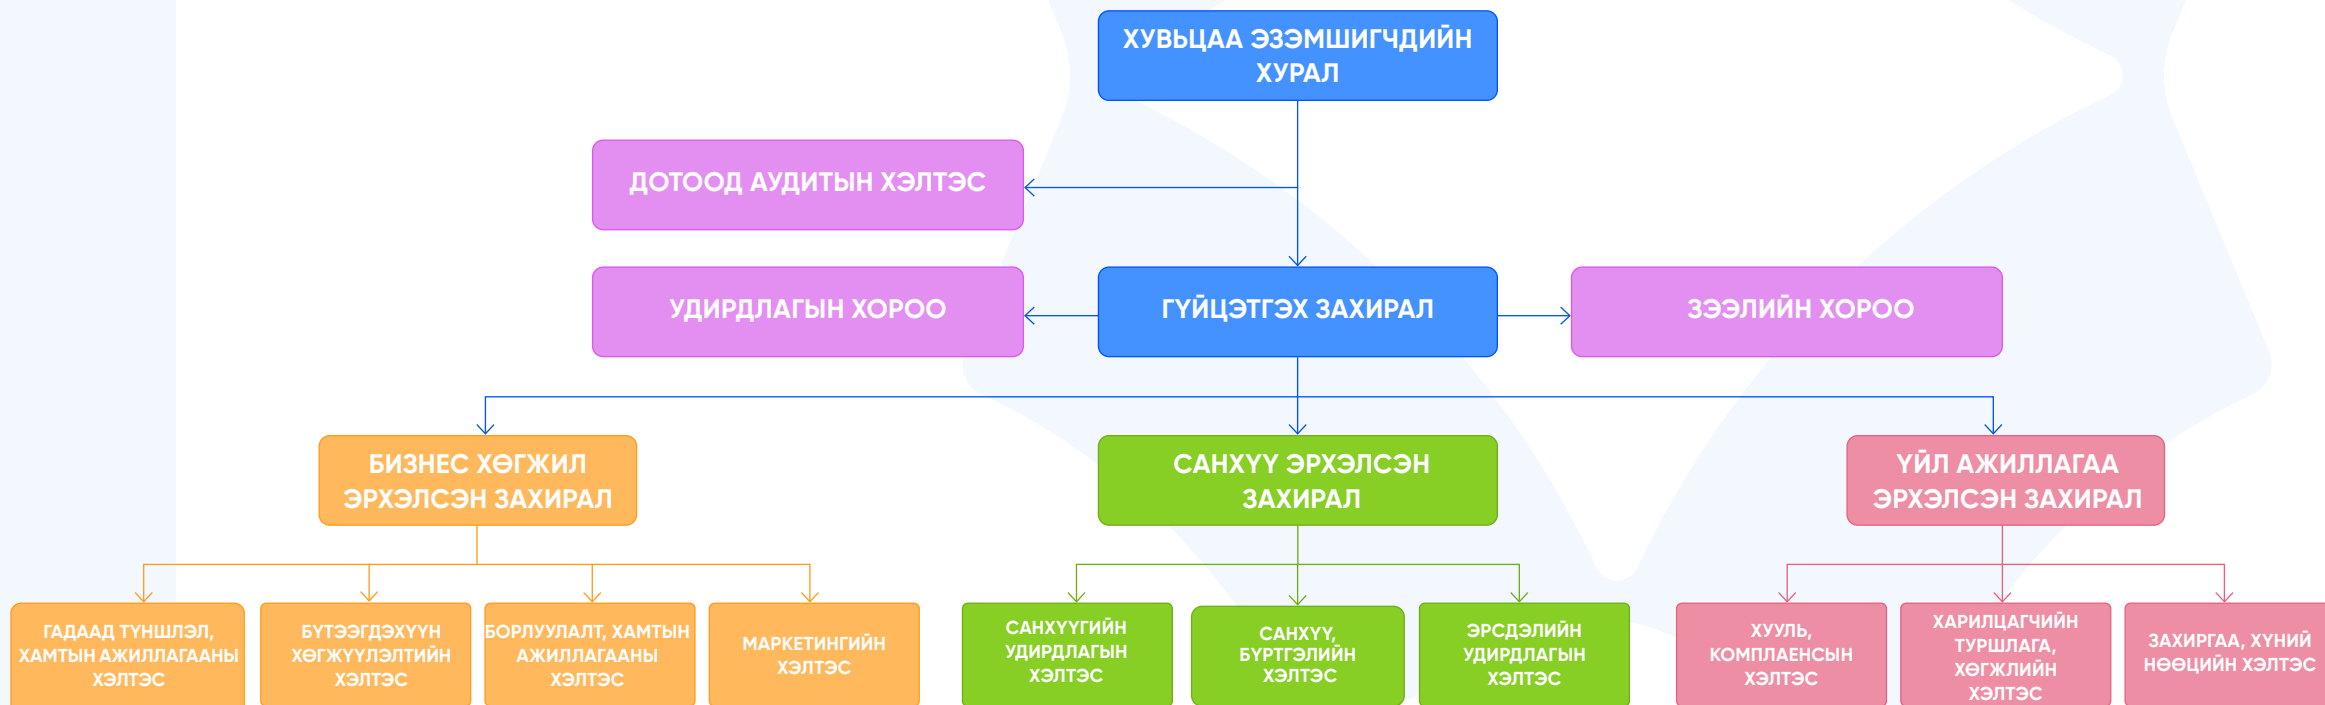 ХУВЬЦАА ЭЗЭМШИГЧДИЙН
ХУРАЛ
ДОТООД АУДИТЫН ХЭЛТЭС
УДИРДЛАГЫН ХОРОО
ГҮЙЦЭТГЭХ ЗАХИРАЛ
ЗЭЭЛИЙН ХОРОО
БИЗНЕС ХӨГЖИЛ
ЭРХЭЛСЭН ЗАХИРАЛ
САНХҮҮ ЭРХЭЛСЭН
ЗАХИРАЛ
ҮЙЛ АЖИЛЛАГАА
ЭРХЭЛСЭН ЗАХИРАЛ
ГАДААД ТҮНШЛЭЛ,
ХАМТЫН АЖИЛЛАГААНЫ
ХЭЛТЭС
БҮТЭЭГДЭХҮҮН
ХӨГЖҮҮЛЭЛТИЙН
ХЭЛТЭС
БОРЛУУЛАЛТ, ХАМТЫН
АЖИЛЛАГААНЫ
ХЭЛТЭС
МАРКЕТИНГИЙН
ХЭЛТЭС
САНХҮҮГИЙН
УДИРДЛАГЫН
ХЭЛТЭС
САНХҮҮ,
БҮРТГЭЛИЙН
ХЭЛТЭС
ЭРСДЭЛИЙН
УДИРДЛАГЫН
ХЭЛТЭС
ХУУЛЬ,
КОМПЛАЕНСЫН
ХЭЛТЭС
ХАРИЛЦАГЧИЙН
ТУРШЛАГА,
ХӨГЖЛИЙН
ХЭЛТЭС
ЗАХИРГАА, ХҮНИЙ
НӨӨЦИЙН ХЭЛТЭС